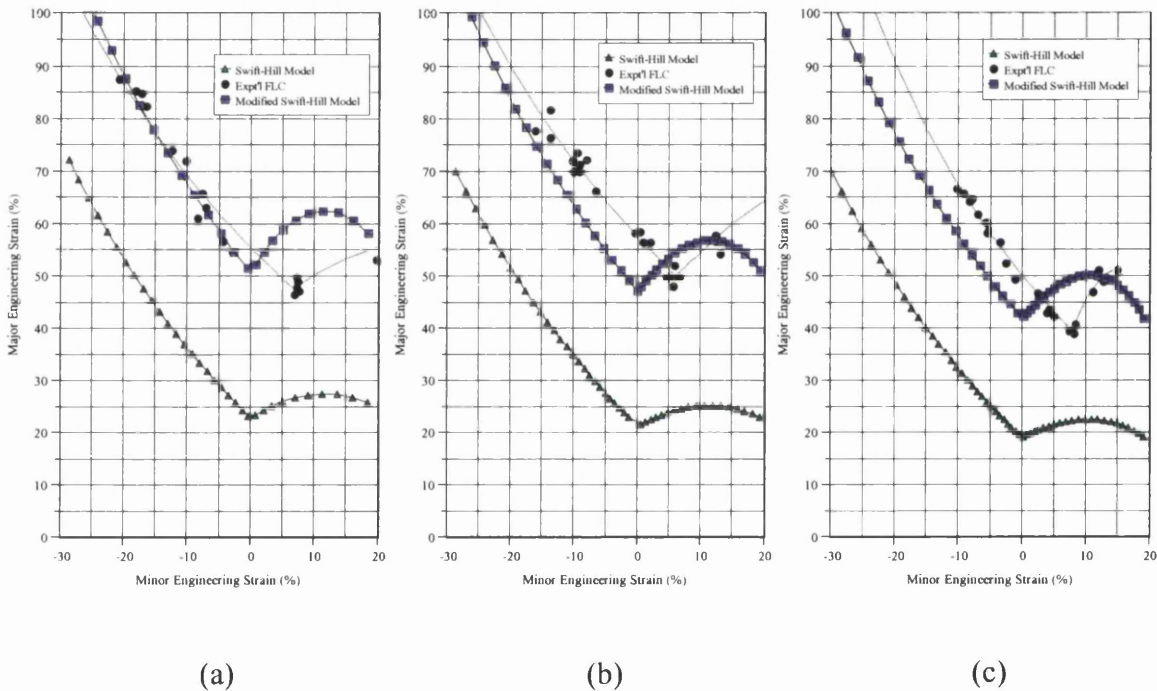 100
90
80
70
60
50
40
30
20
10
0
Major Engineering Strain (%)
-30 -20 -10 0 10 20
Minor Engineering Strain (%)
Swift-Hill Model
Expt'l FLC
Modified Swift-Hill Model
(a)
100
90
80
70
60
50
40
30
20
10
0
Major Engineering Strain (%)
-30 -20 -10 0 10 20
Minor Engineering Strain (%)
Swift-Hill Model
Expt'l FLC
Modified Swift-Hill Model
(b)
100
90
80
70
60
50
40
30
20
10
0
Major Engineering Strain (%)
-30 -20 -10 0 10 20
Minor Engineering Strain (%)
Swift-Hill Model
Expt'l FLC
Modified Swift-Hill Model
(c)